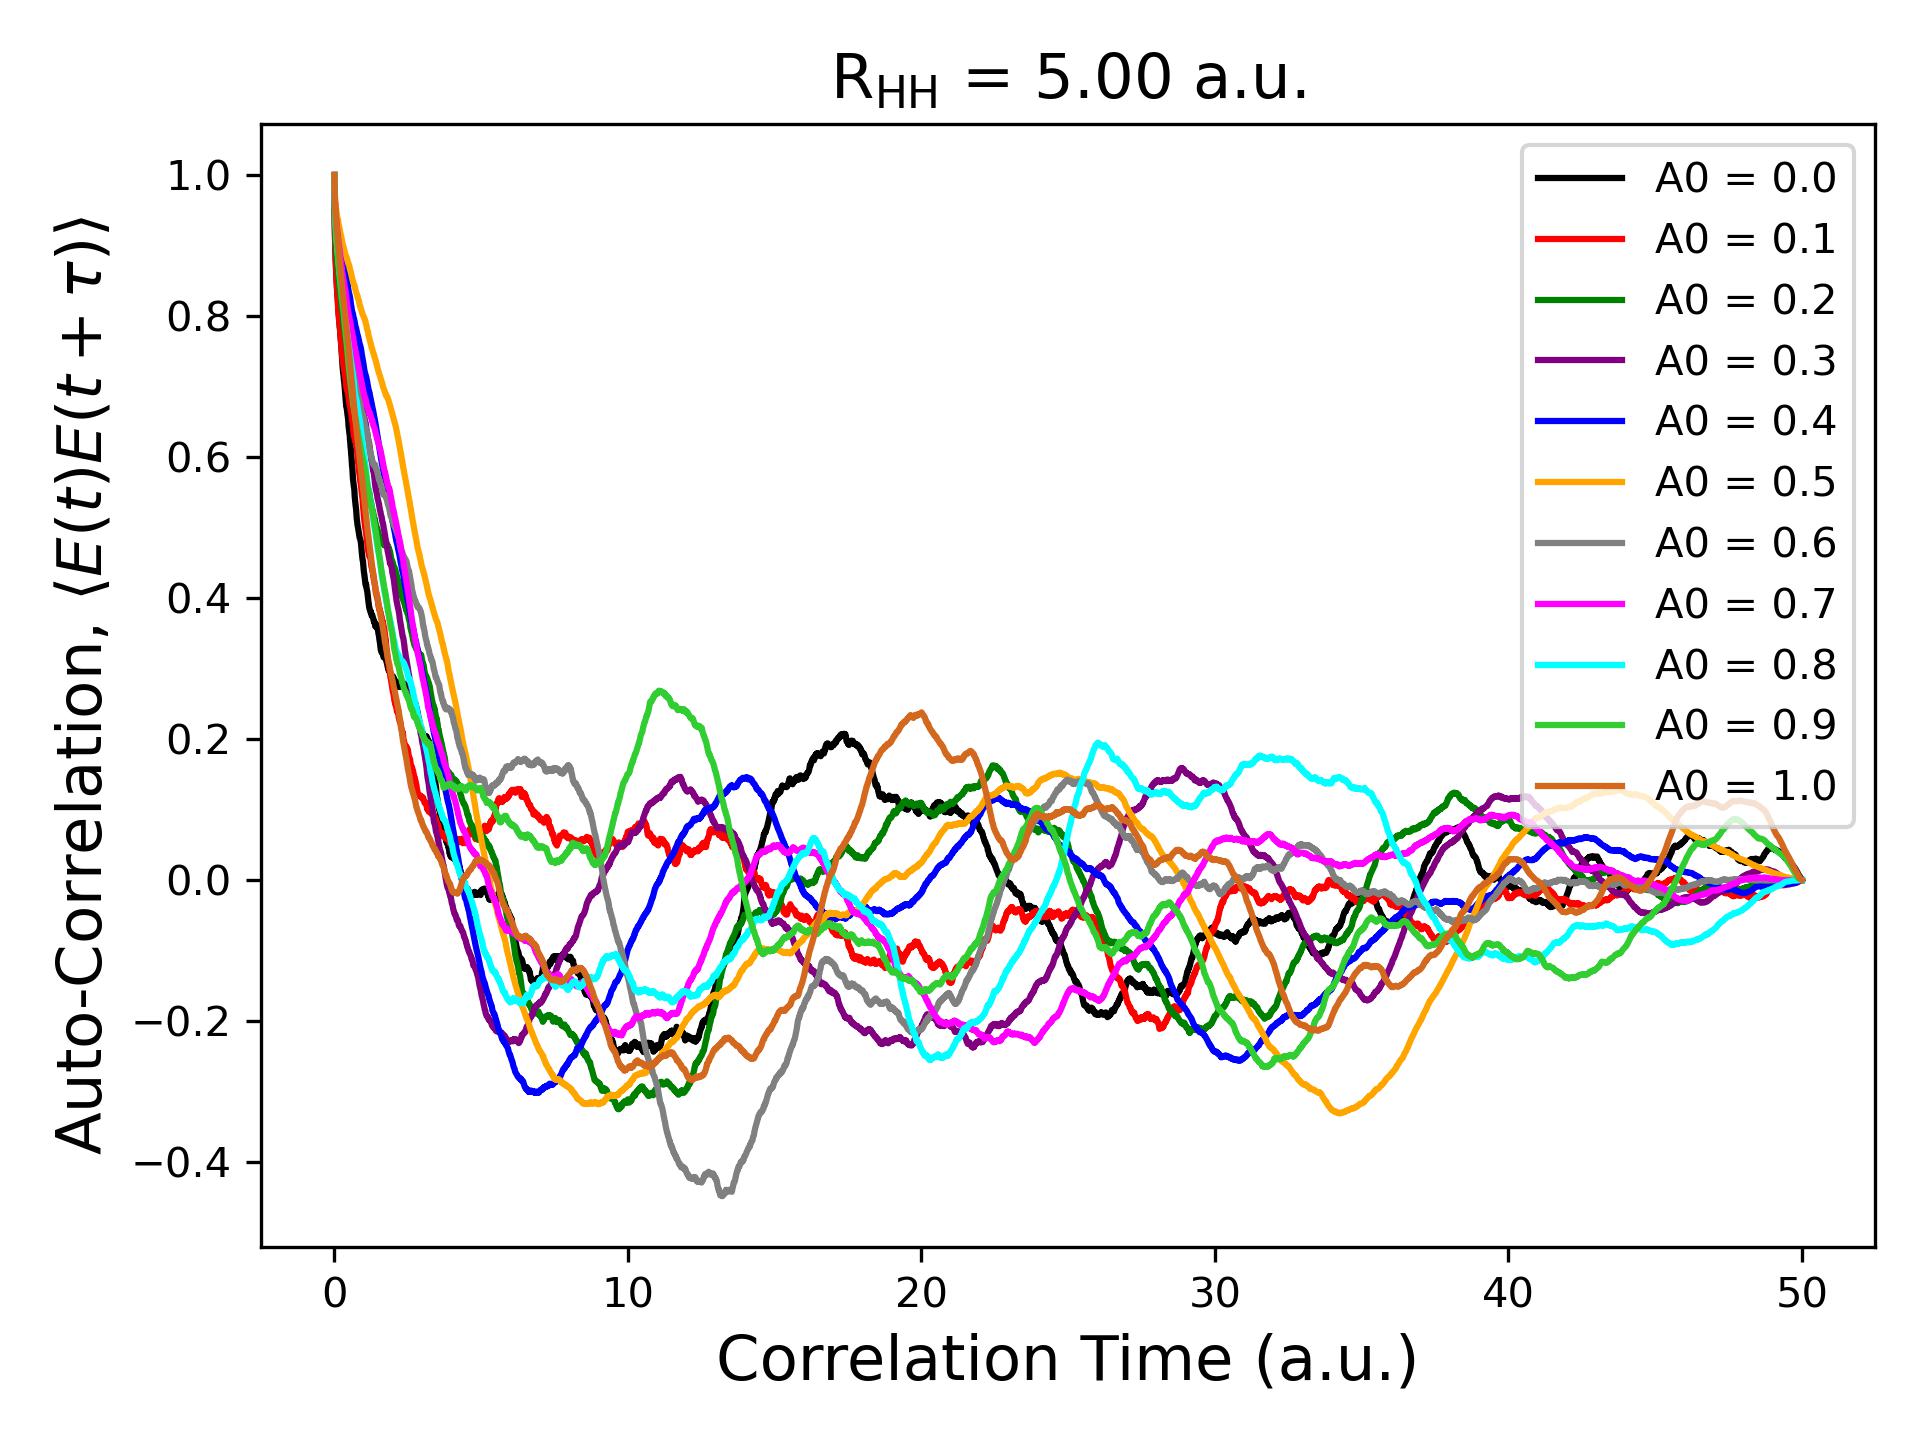 R_HH = 5.00 a.u.
1.0
0.8
0.6
0.4
0.2
0.0
−0.2
−0.4
Auto-Correlation, ⟨E(t)E(t + τ)⟩
A0 = 0.0
A0 = 0.1
A0 = 0.2
A0 = 0.3
A0 = 0.4
A0 = 0.5
A0 = 0.6
A0 = 0.7
A0 = 0.8
A0 = 0.9
A0 = 1.0
0 10 20 30 40 50
Correlation Time (a.u.)